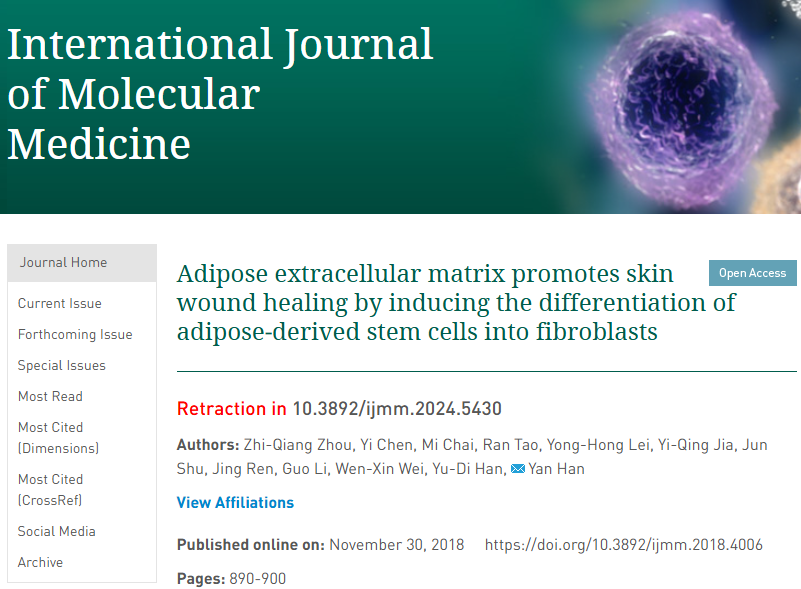 International Journal
of Molecular
Medicine
Journal Home
Current Issue
Forthcoming Issue
Special Issues
Most Read
Most Cited
(Dimensions)
Most Cited
(CrossRef)
Social Media
Archive
Adipose extracellular matrix promotes skin
wound healing by inducing the differentiation of
adipose-derived stem cells into fibroblasts
Open Access
Retraction in 10.3892/ijmm.2024.5430
Authors: Zhi-Qiang Zhou, Yi Chen, Mi Chai, Ran Tao, Yong-Hong Lei, Yi-Qing Jia, Jun
Shu, Jing Ren, Guo Li, Wen-Xin Wei, Yu-Di Han, Yan Han
View Affiliations
Published online on: November 30, 2018 https://doi.org/10.3892/ijmm.2018.4006
Pages: 890-900